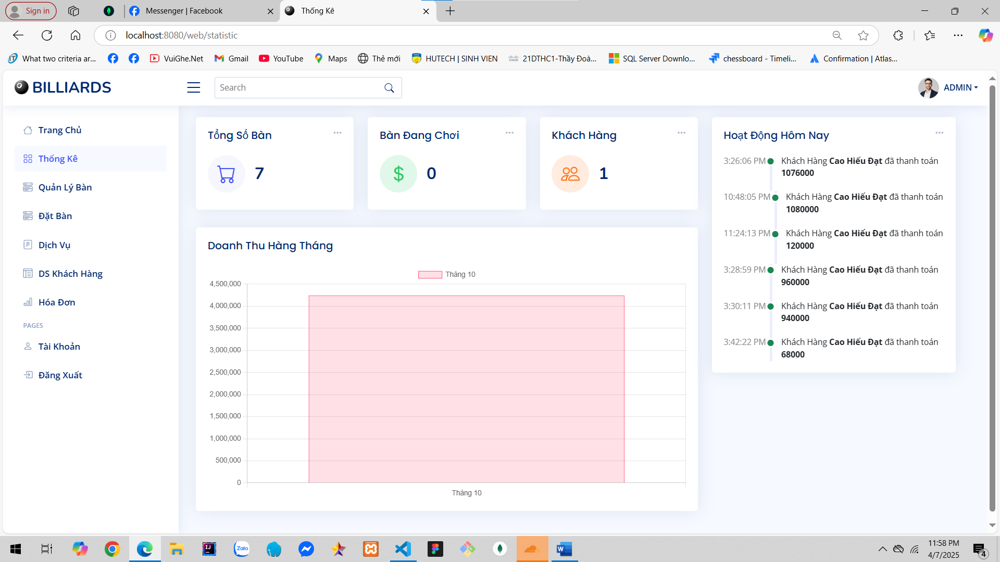 Sign in
Messenger | Facebook
Thống Kê
localhost:8080/web/statistic
What two criteria ar...
VuiGhe.Net
Gmail
YouTube
Maps
Thẻ mới
HUTECH | SINH VIEN
21DTHC1-Thầy Đoà...
SQL Server Downlo...
chessboard - Timeli...
Confirmation | Atlas...
BILLIARDS
Search
ADMIN
Trang Chủ
Thống Kê
Quản Lý Bàn
Đặt Bàn
Dịch Vụ
DS Khách Hàng
Hóa Đơn
PAGES
Tài Khoản
Đăng Xuất
Tổng Số Bàn
7
Bàn Đang Chơi
$
0
Khách Hàng
1
Doanh Thu Hàng Tháng
Tháng 10
4,500,000
4,000,000
3,500,000
3,000,000
2,500,000
2,000,000
1,500,000
1,000,000
500,000
0
Tháng 10
Hoạt Động Hôm Nay
3:26:06 PM Khách Hàng Cao Hiếu Đạt đã thanh toán
1076000
10:48:05 PM Khách Hàng Cao Hiếu Đạt đã thanh toán
1080000
11:24:13 PM Khách Hàng Cao Hiếu Đạt đã thanh toán
120000
3:28:59 PM Khách Hàng Cao Hiếu Đạt đã thanh toán
960000
3:30:11 PM Khách Hàng Cao Hiếu Đạt đã thanh toán
940000
3:42:22 PM Khách Hàng Cao Hiếu Đạt đã thanh toán
68000
IJ
Zalo
W
11:58 PM
4/7/2025
4